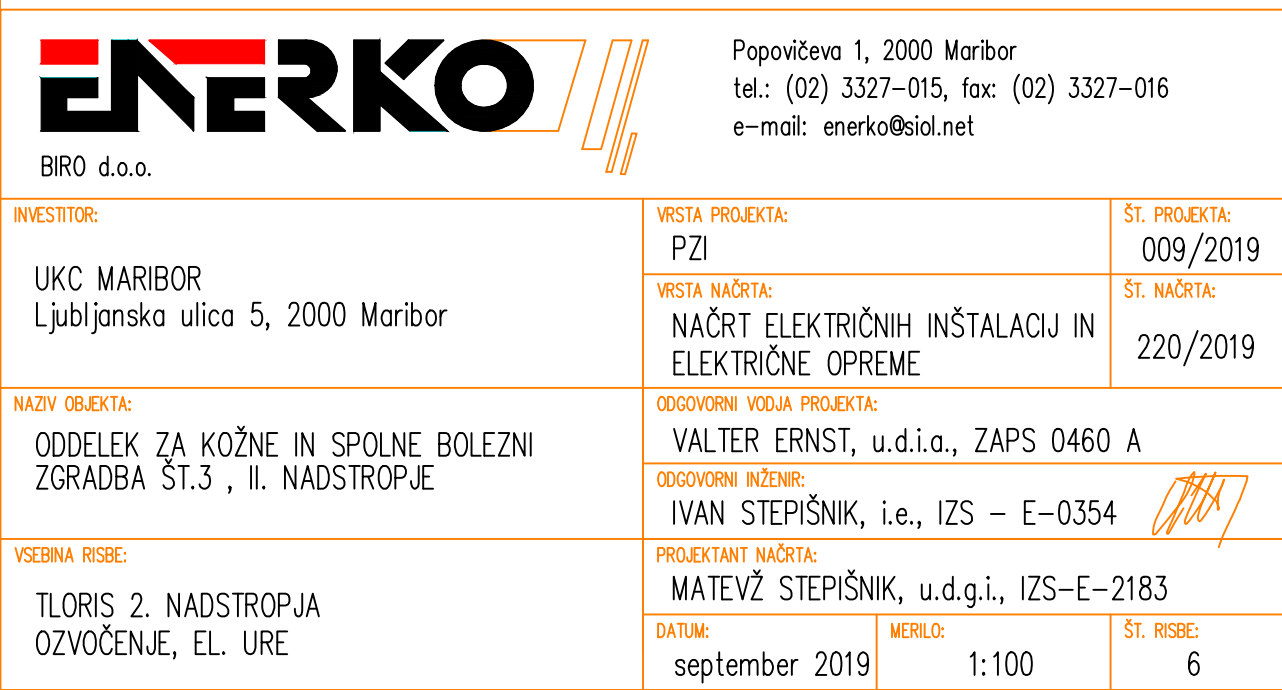 ENERKO
BIRO d.o.o.
Popovičeva 1, 2000 Maribor
tel.: (02) 3327-015, fax: (02) 3327-016
e-mail: enerko@siol.net
INVESTITOR:
UKC MARIBOR
Ljubljanska ulica 5, 2000 Maribor
VRSTA PROJEKTA:
PZI
ŠT. PROJEKTA:
009/2019
VRSTA NAČRTA:
NAČRT ELEKTRIČNIH INŠTALACIJ IN
ELEKTRIČNE OPREME
ŠT. NAČRTA:
220/2019
NAZIV OBJEKTA:
ODDELEK ZA KOŽNE IN SPOLNE BOLEZNI
ZGRADBA ŠT.3 , II. NADSTROPJE
ODGOVORNI VODJA PROJEKTA:
VALTER ERNST, u.d.i.a., ZAPS 0460 A
ODGOVORNI INŽENIR:
IVAN STEPIŠNIK, i.e., IZS - E-0354
VSEBINA RISBE:
TLORIS 2. NADSTROPJA
OZVOČENJE, EL. URE
PROJEKTANT NAČRTA:
MATEVŽ STEPIŠNIK, u.d.g.i., IZS-E-2183
DATUM:
september 2019
MERILO:
1:100
ŠT. RISBE:
6